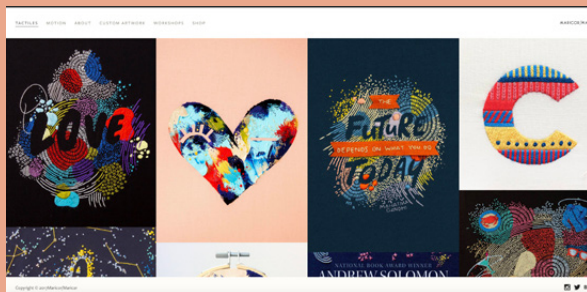 TACTILES MOTION ABOUT CUSTOM ARTWORK WORKSHOPS SHOP
LOVE
THE
FUTURE
DEPENDS ON WHAT YOU DO
TODAY
C
A
NATIONAL BOOK AWARD WINNER
ANDREW SOLOMON